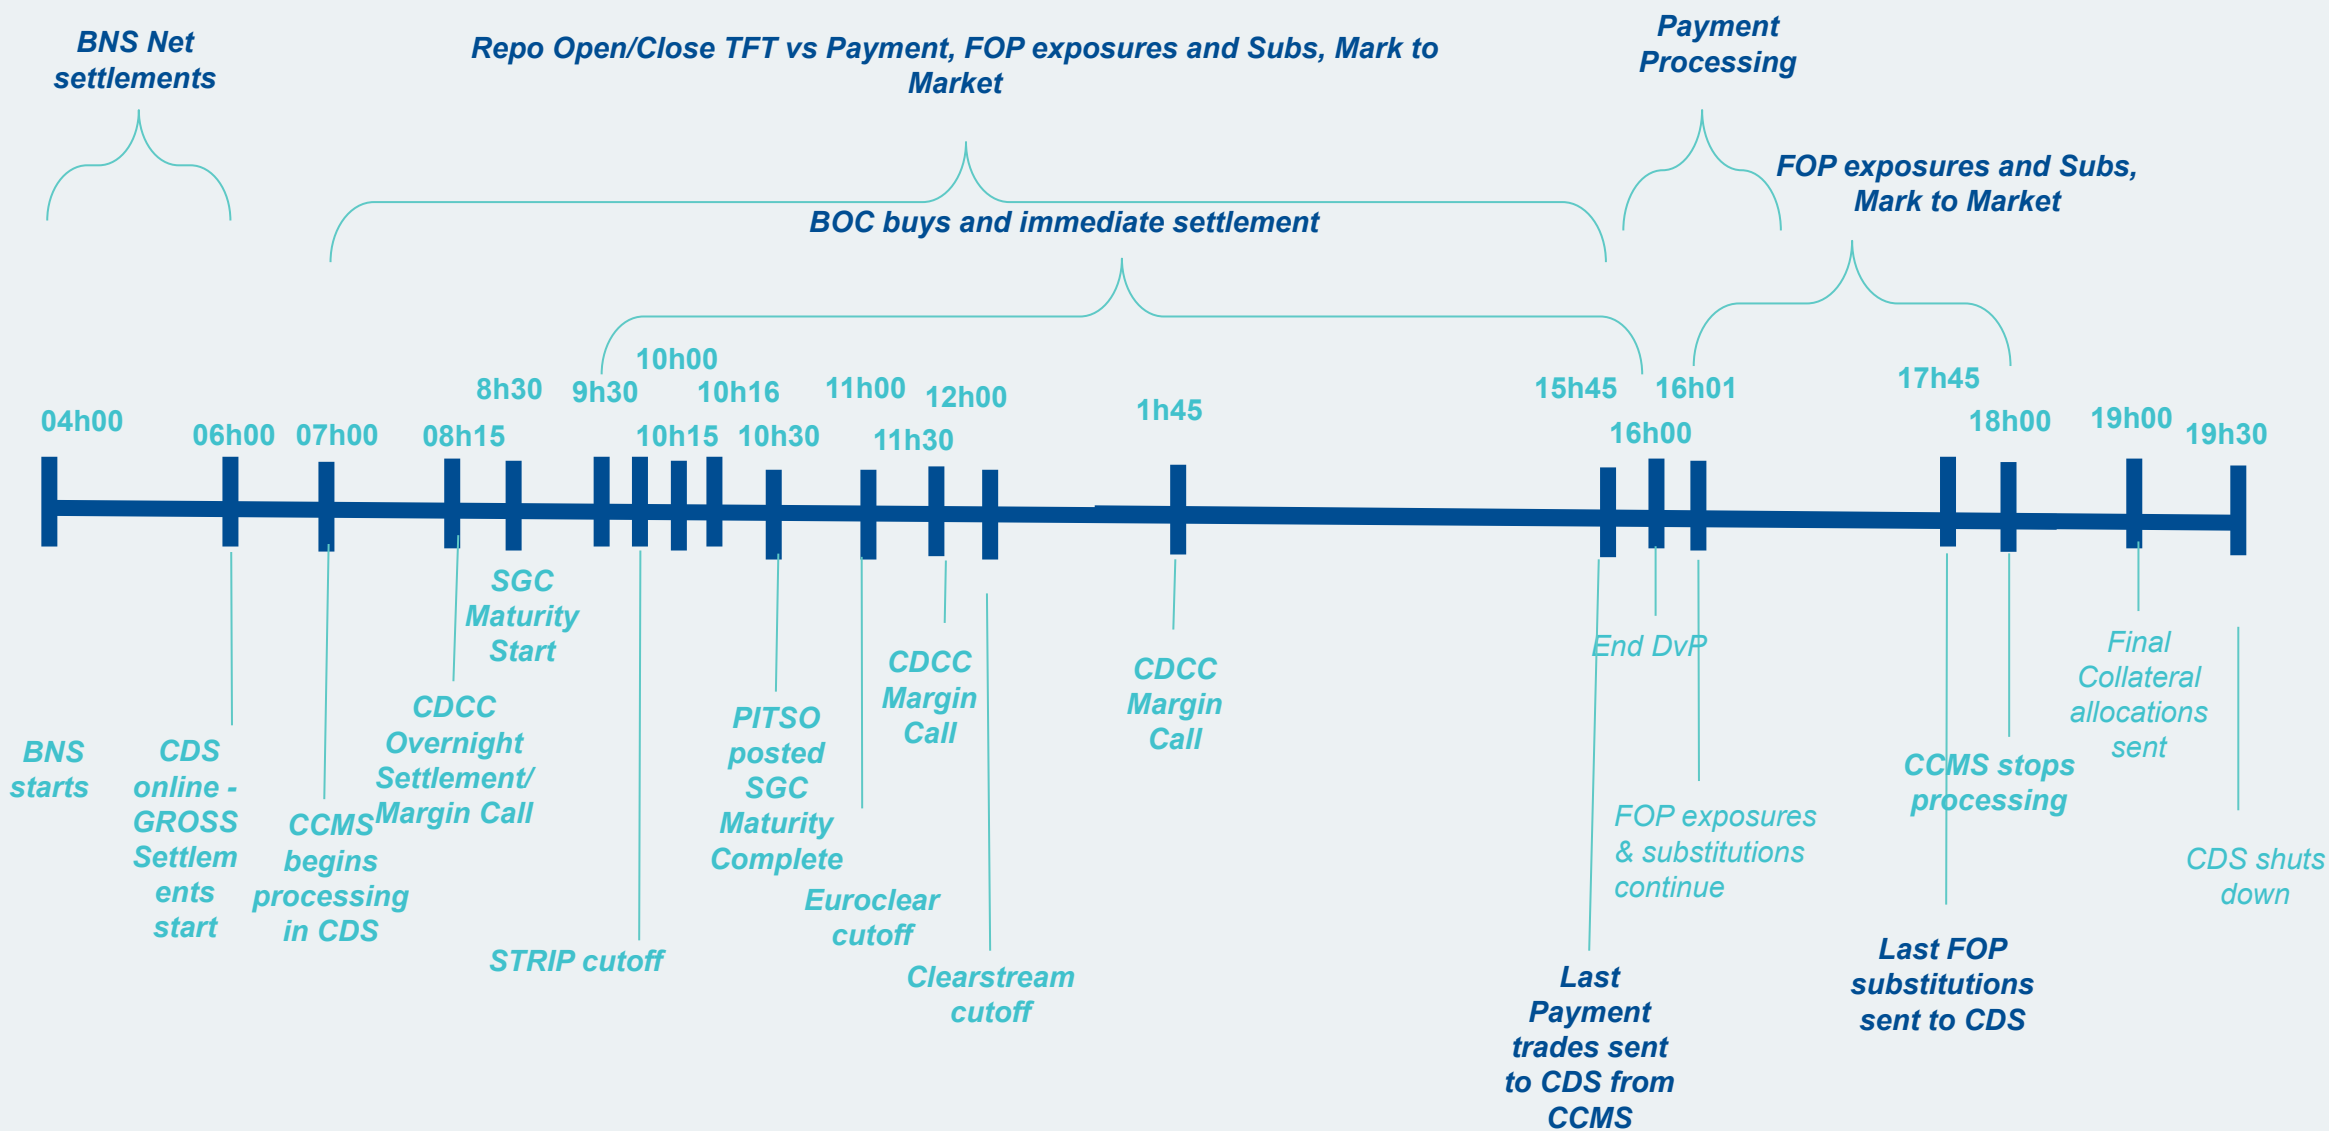 BNS Net
settlements
Repo Open/Close TFT vs Payment, FOP exposures and Subs, Mark to
Market
Payment
Processing
FOP exposures and Subs,
Mark to Market
BOC buys and immediate settlement
04h00
06h00
07h00
08h15
8h30
9h30
10h00
10h15
10h16
10h30
11h00
11h30
12h00
1h45
15h45
16h00
16h01
17h45
18h00
19h00
19h30
BNS
starts
CDS
online -
GROSS
Settlem
ents
start
CCMS
begins
processing
in CDS
CDCC
Overnight
Settlement/
Margin Call
SGC
Maturity
Start
STRIP cutoff
PITSO
posted
SGC
Maturity
Complete
Euroclear
cutoff
CDCC
Margin
Call
Clearstream
cutoff
CDCC
Margin
Call
Last
Payment
trades sent
to CDS from
CCMS
End DvP
FOP exposures
& substitutions
continue
Last FOP
substitutions
sent to CDS
CCMS stops
processing
Final
Collateral
allocations
sent
CDS shuts
down